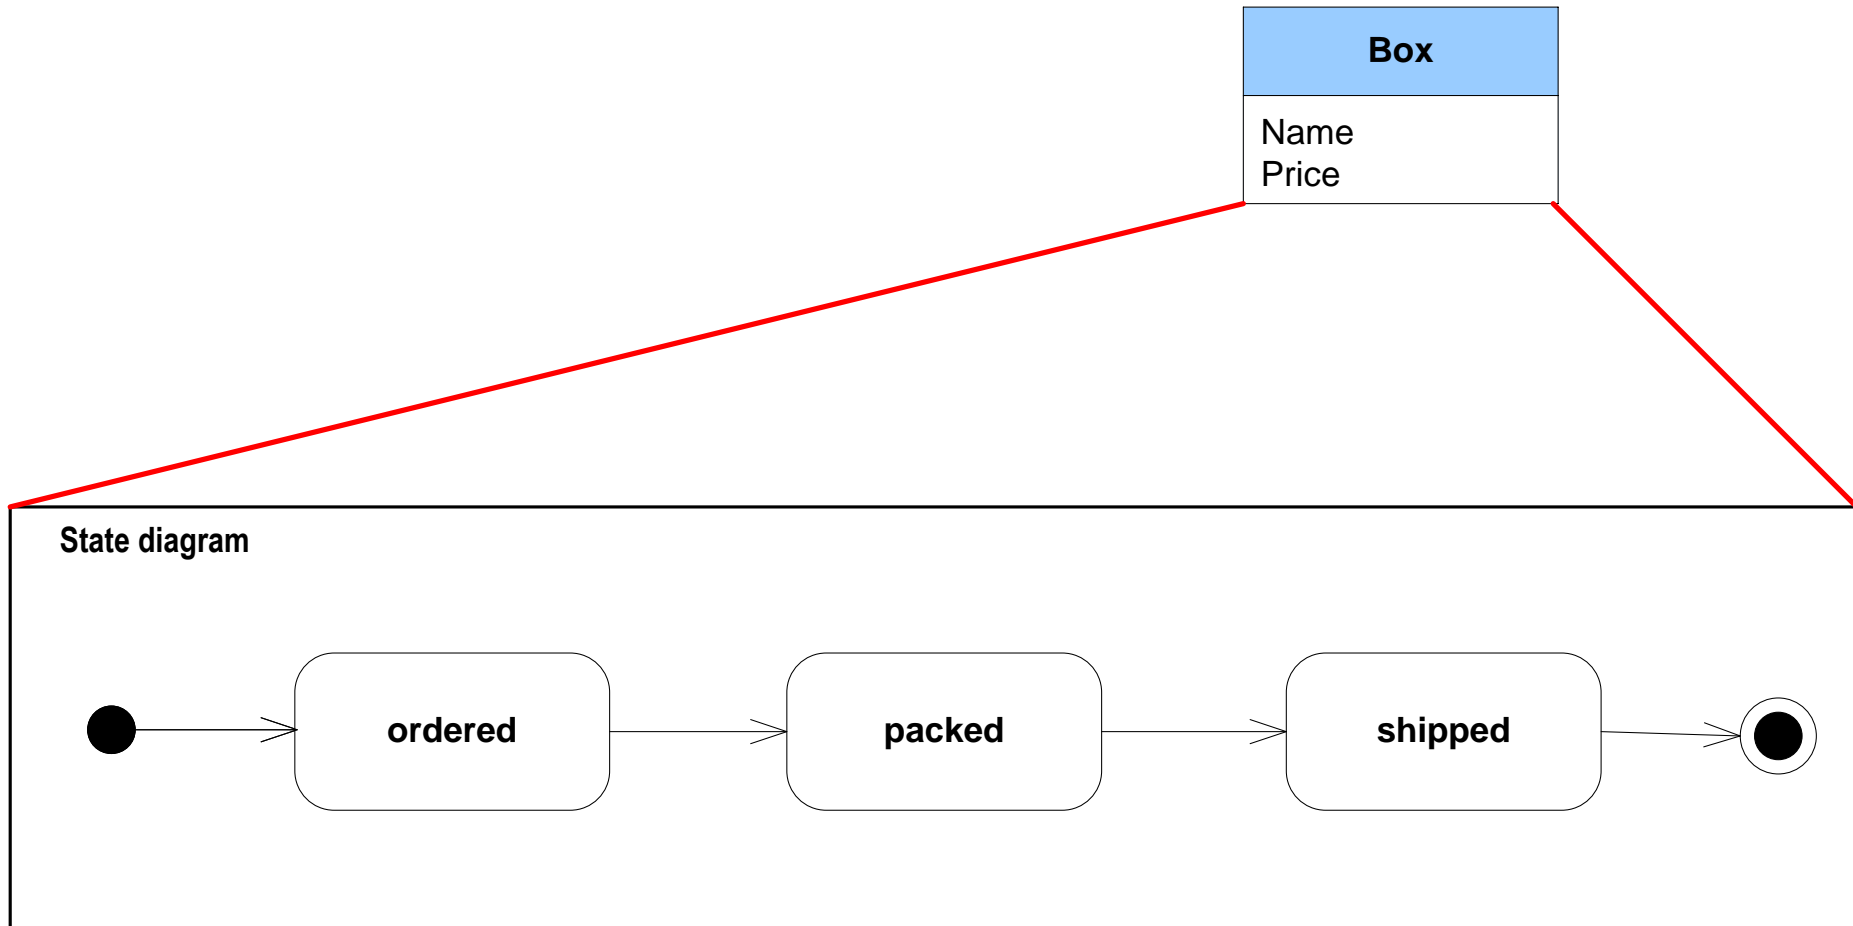 Box
Name
Price
State diagram
ordered
packed
shipped